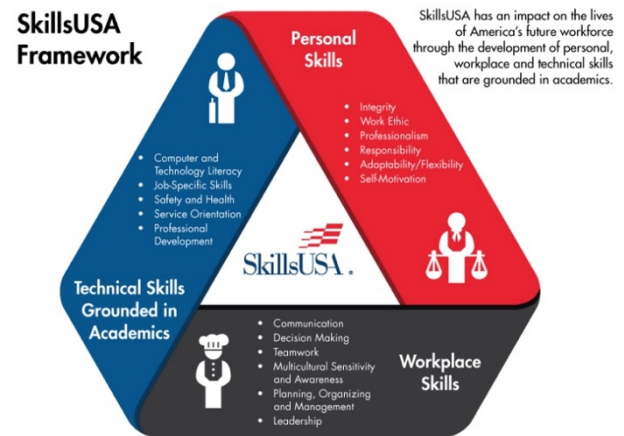 SkillsUSA
Framework
SkillsUSA has an impact on the lives
of America's future workforce
through the development of personal,
workplace and technical skills
that are grounded in academics.
Personal
Skills
• Integrity
• Work Ethic
• Professionalism
• Responsibility
• Adaptability/Flexibility
• Self-Motivation
• Computer and
Technology Literacy
• Job-Specific Skills
• Safety and Health
• Service Orientation
• Professional
Development
Technical Skills
Grounded in
Academics
SkillsUSA®
• Communication
• Decision Making
• Teamwork
• Multicultural Sensitivity
and Awareness
• Planning, Organizing
and Management
• Leadership
Workplace
Skills